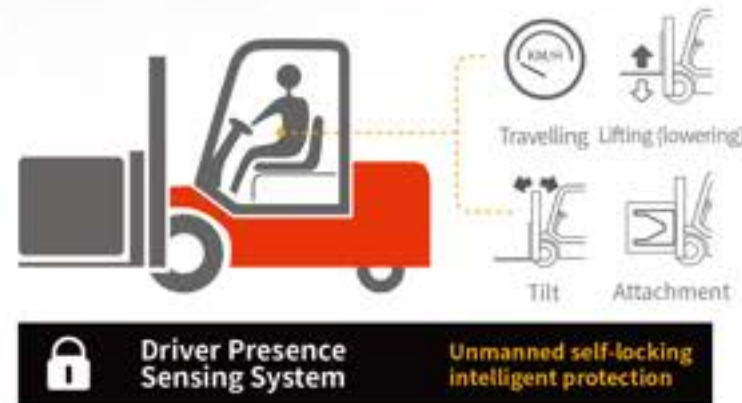 KM/H
Travelling Lifting (lowering)
Tilt Attachment
Driver Presence
Sensing System
Unmanned self-locking
intelligent protection